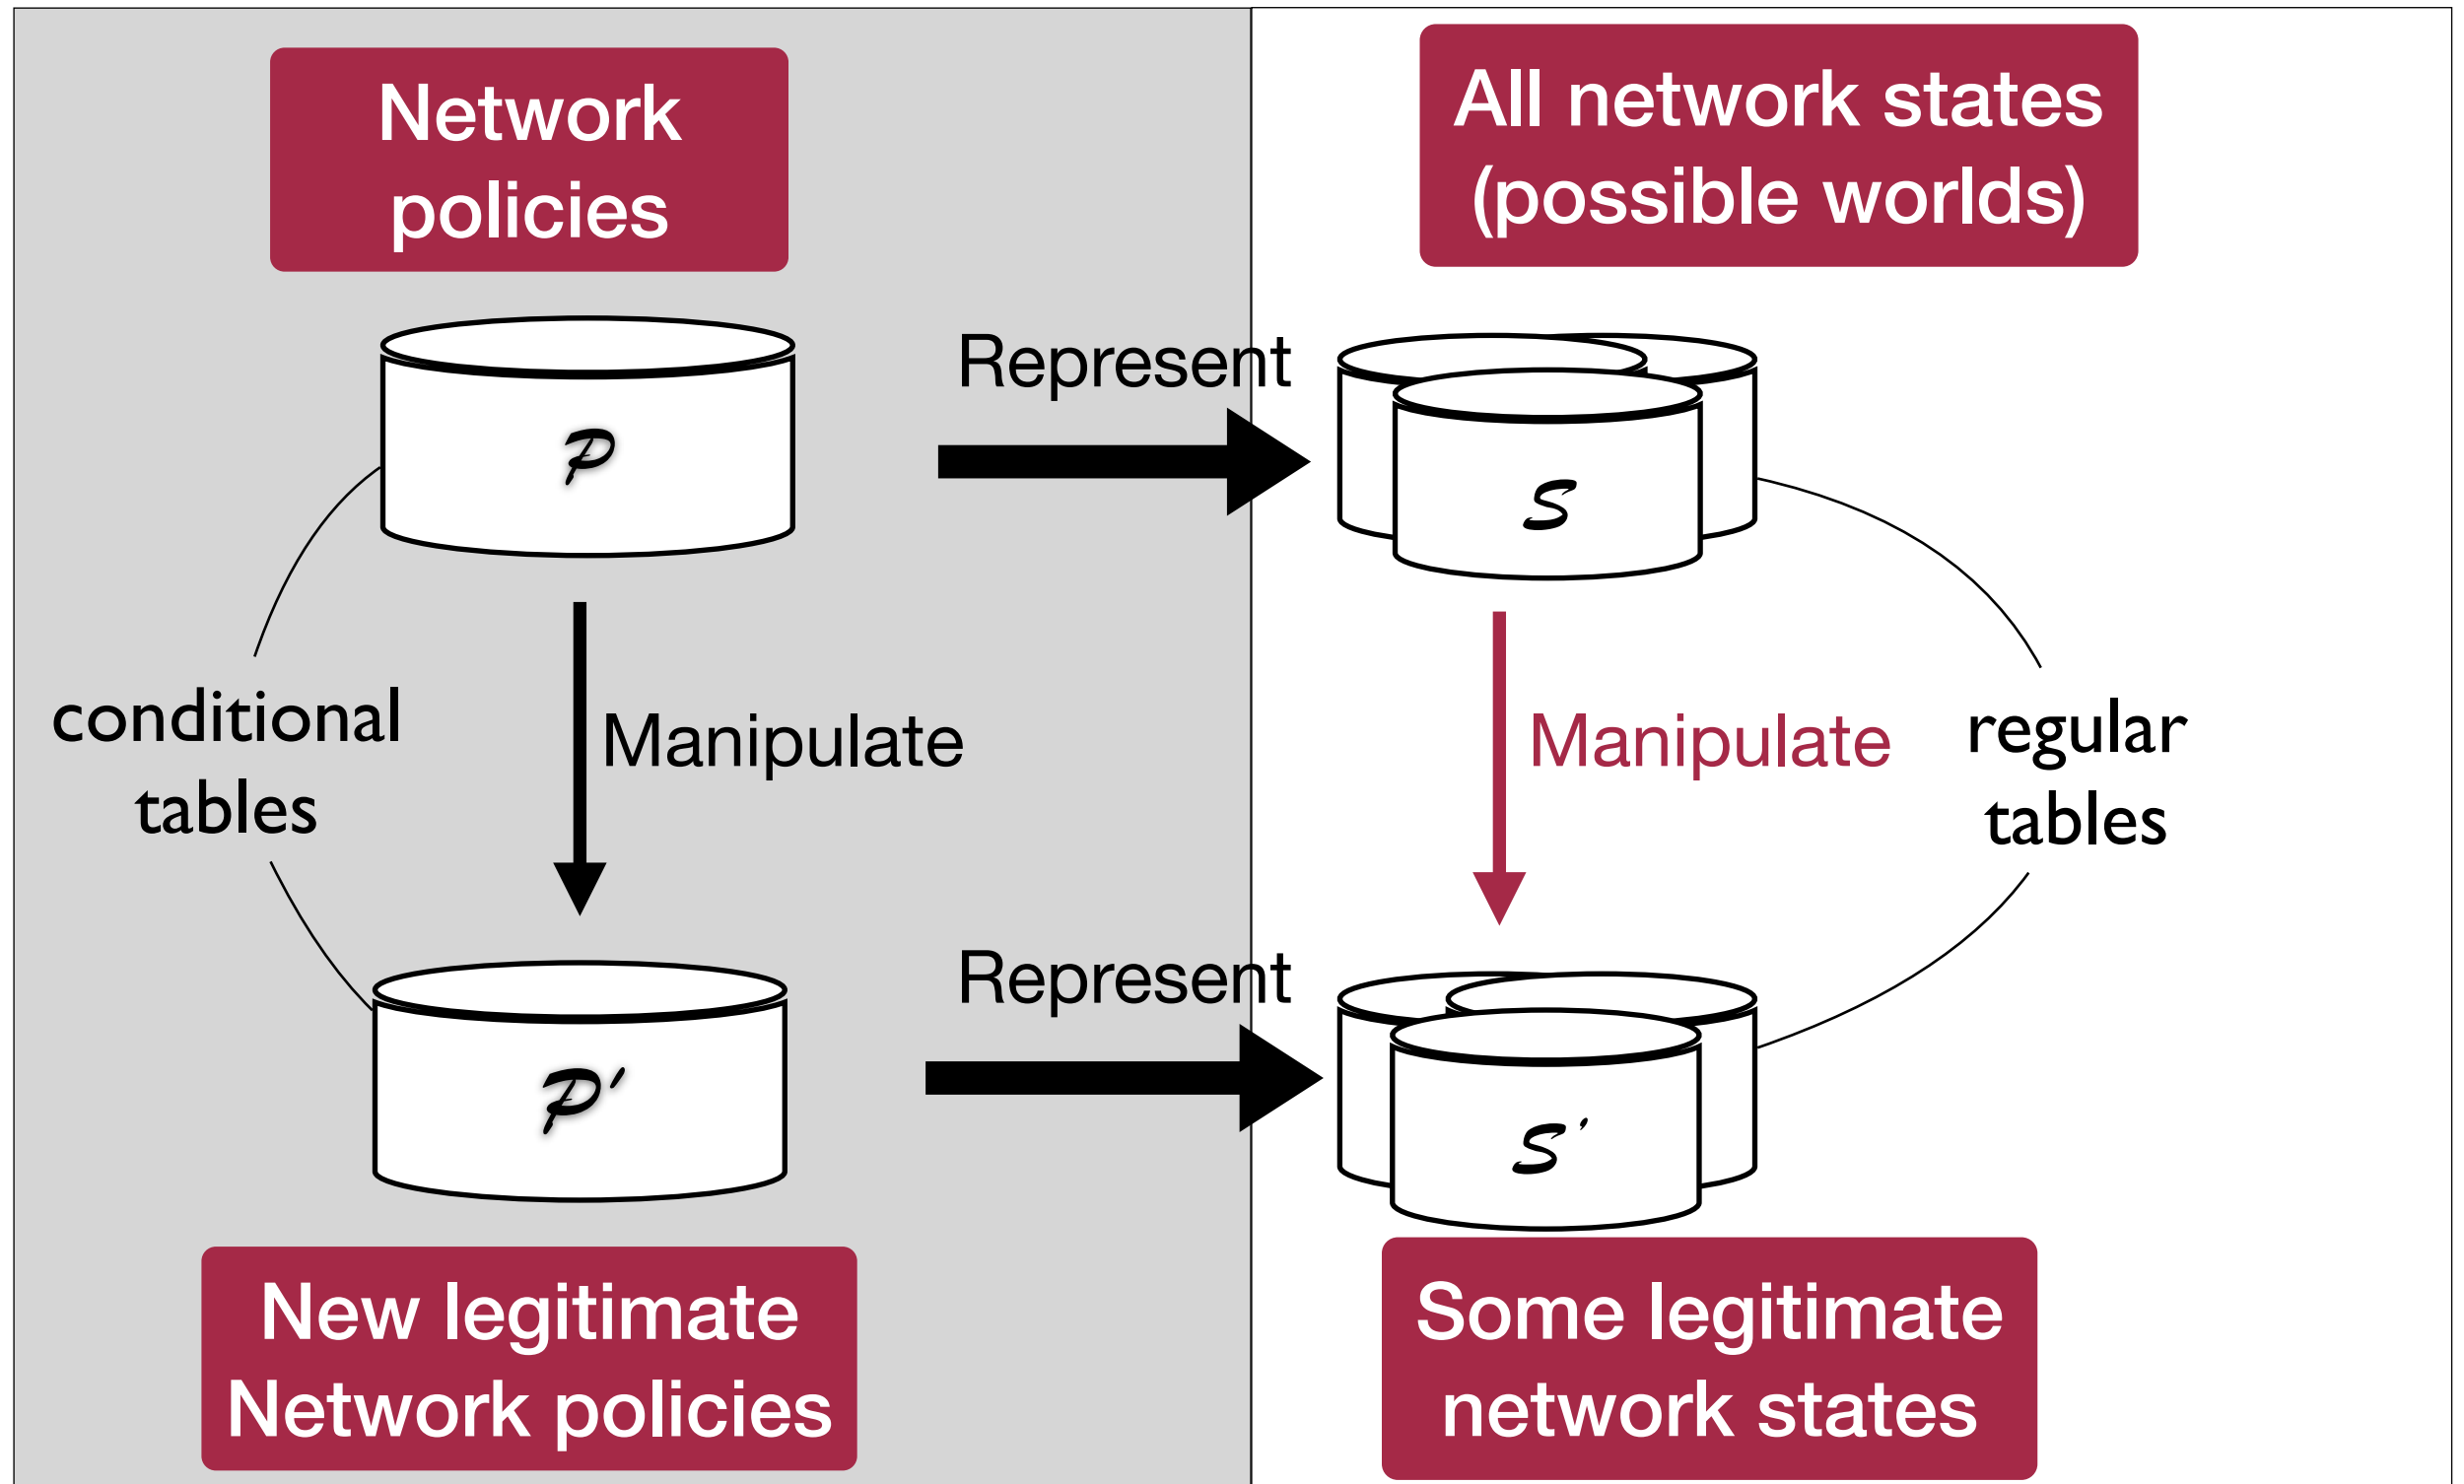 Network
policies
All network states
(possible worlds)
P
Represent
S
conditional
tables
Manipulate
Manipulate
regular
tables
P'
Represent
S'
New legitimate
Network policies
Some legitimate
network states